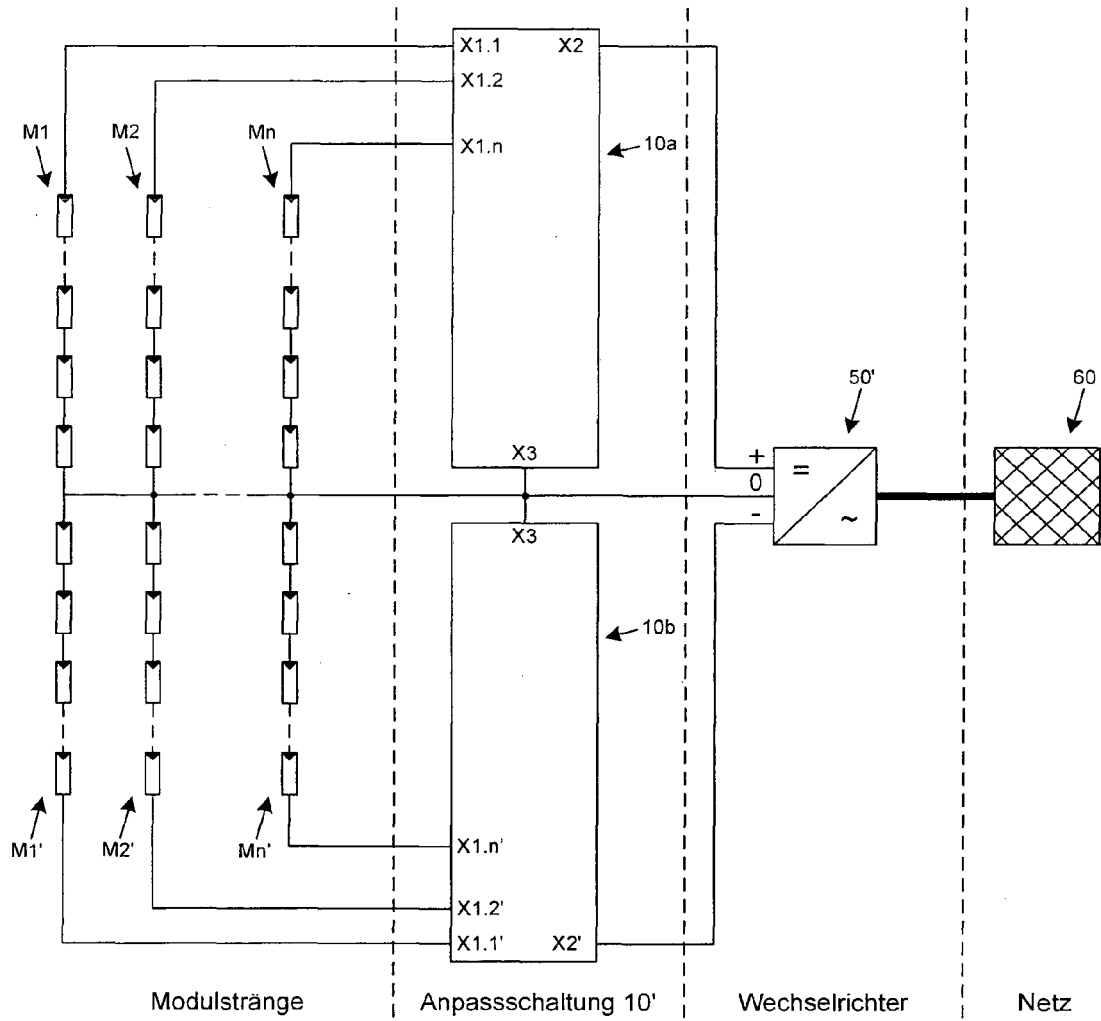 X1.1 X2
X1.2
M1 M2 Mn
X1.n
10a
X3
50' 60
+
=
0
-
~
X3
10b
M1' M2' Mn'
X1.n'
X1.2'
X1.1' X2'
Modulstränge Anpassschaltung 10' Wechselrichter Netz